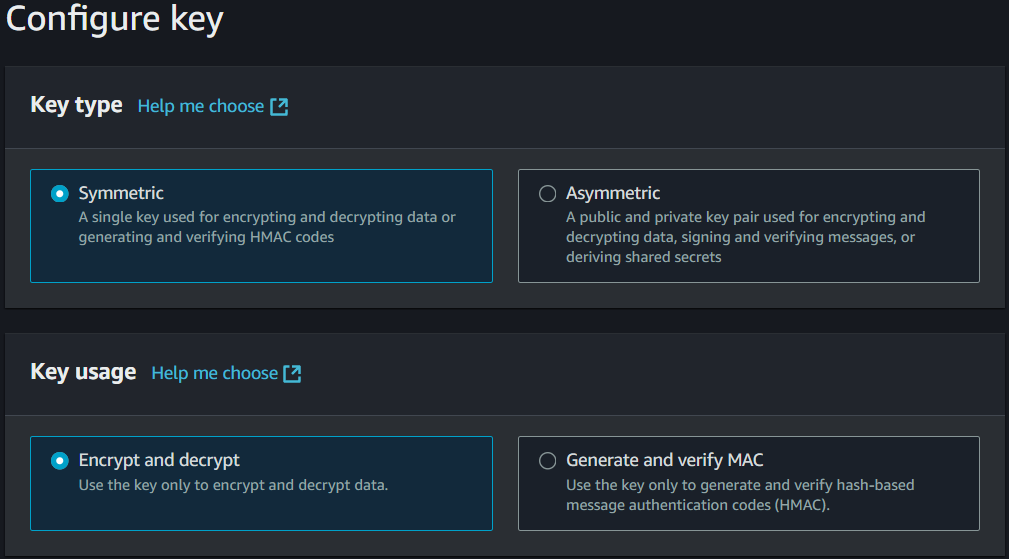 Configure key
Key type Help me choose
Symmetric
A single key used for encrypting and decrypting data or
generating and verifying HMAC codes
Asymmetric
A public and private key pair used for encrypting and
decrypting data, signing and verifying messages, or
deriving shared secrets
Key usage Help me choose
Encrypt and decrypt
Use the key only to encrypt and decrypt data.
Generate and verify MAC
Use the key only to generate and verify hash-based
message authentication codes (HMAC).